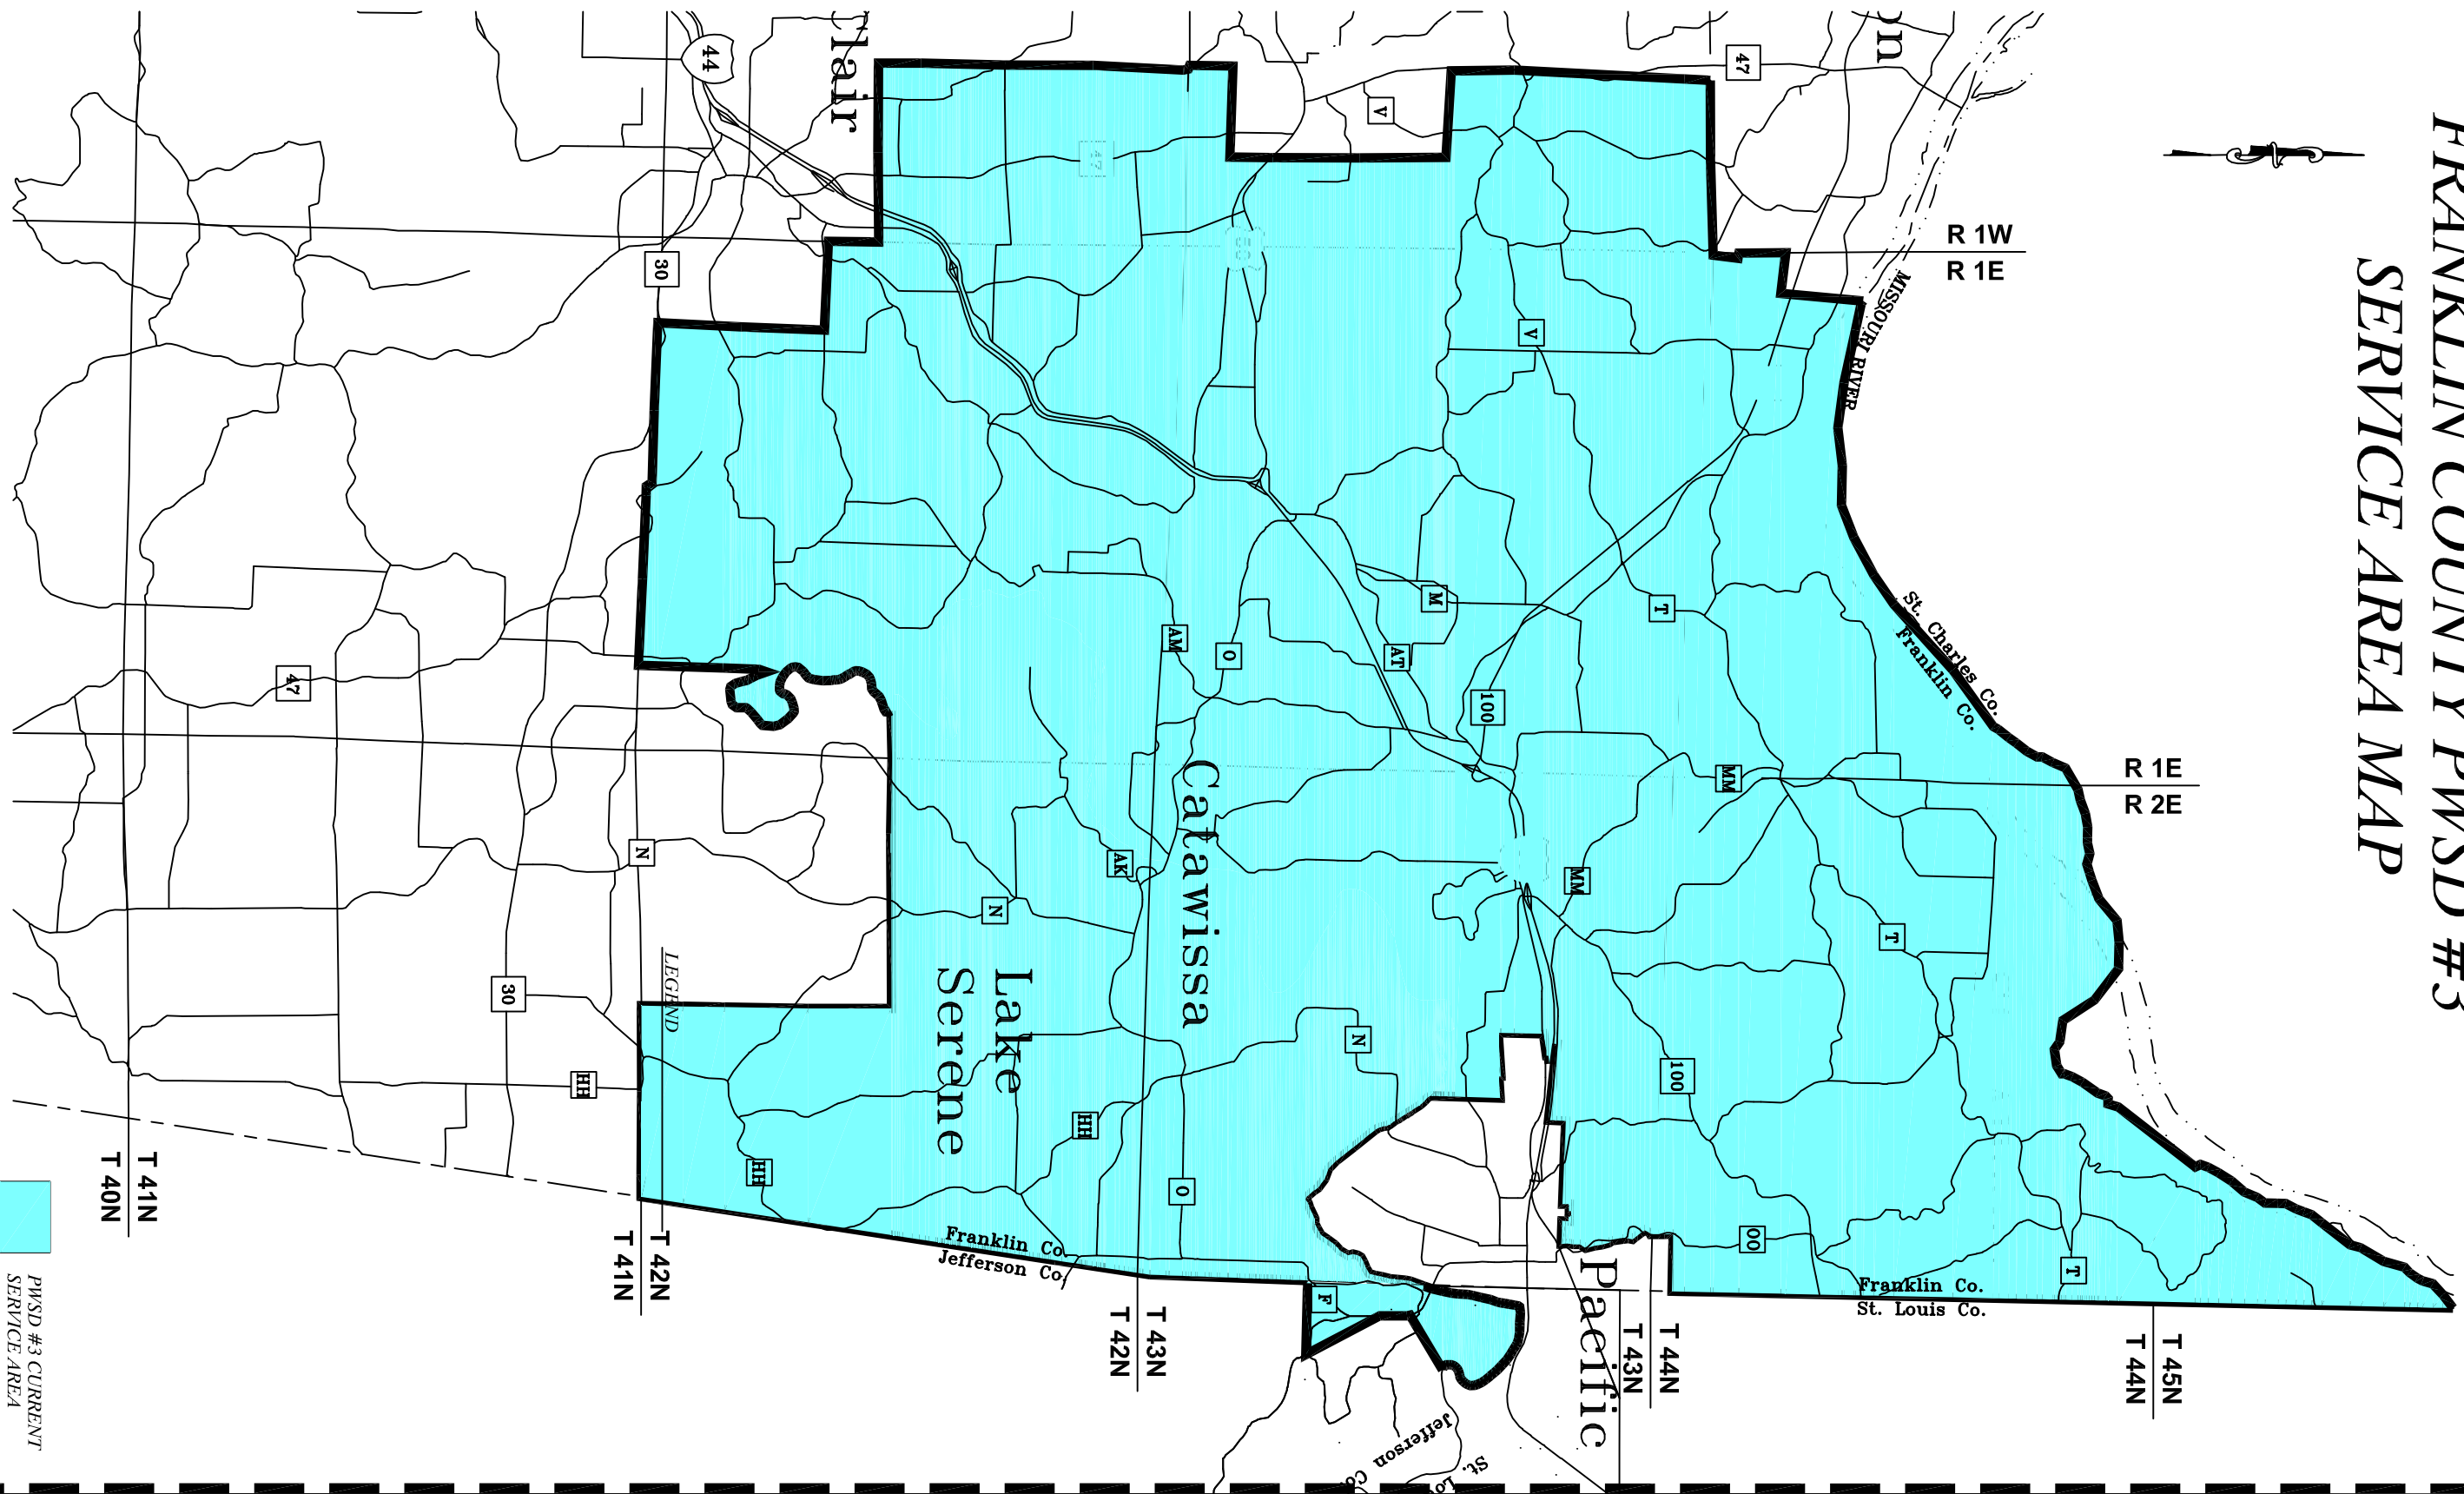 FRANKLIN COUNTY PWSD #3
SERVICE AREA MAP
MISSOURI RIVER
R 1W
R 1E
R 1E
R 2E
St. Charles Co.
Franklin Co.
47
V
V
44
47
30
T
M
AT
100
AM
O
MM
MM
T
47
N
AK
N
N
30
HH
HH
HH
100
O
OO
T
F
Catawissa
Lake
Serene
Pacific
Franklin Co.
St. Louis Co.
Franklin Co.
Jefferson Co.
Jefferson Co
T 45N
T 44N
T 44N
T 43N
T 43N
T 42N
T 42N
T 41N
T 41N
T 40N
LEGEND
PWSD #3 CURRENT
SERVICE AREA